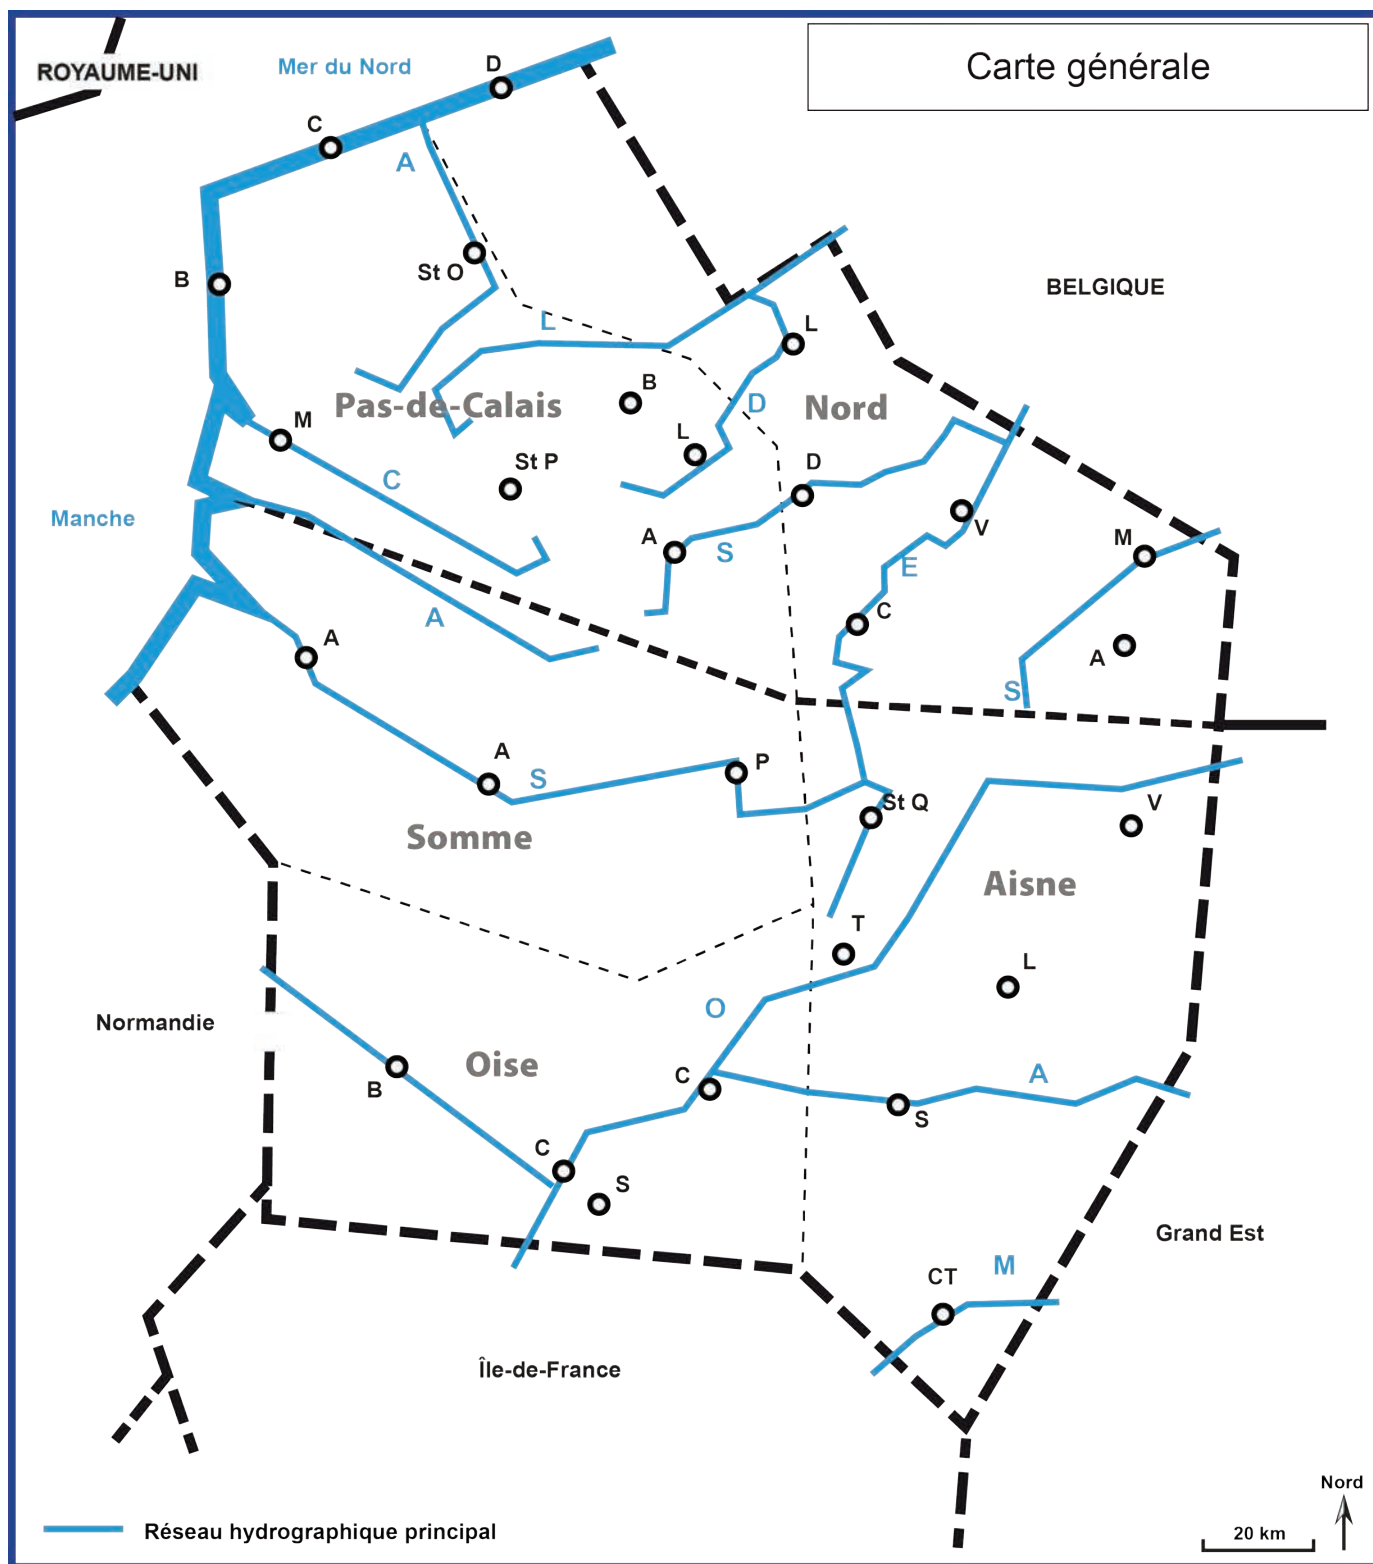 Carte générale
ROYAUME-UNI
Mer du Nord
D
C
A
St O
B
BELGIQUE
L
L
Pas-de-Calais
B
D
Nord
M
L
C
St P
D
Manche
V
A
S
M
E
A
C
A
A
S
A
S
P
V
St Q
Somme
Aisne
T
L
O
Normandie
Oise
C
A
B
S
C
S
Grand Est
M
CT
Île-de-France
Nord
Réseau hydrographique principal
20 km